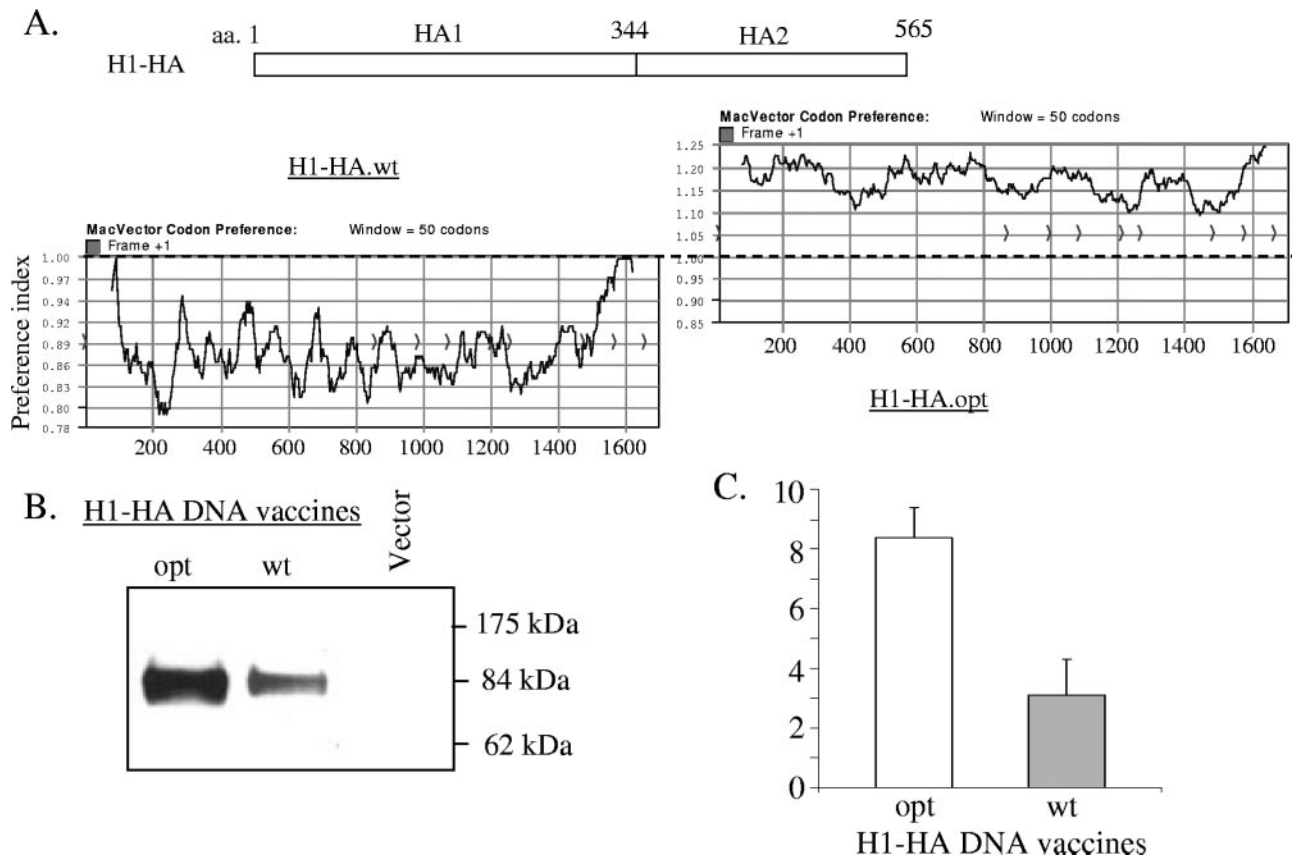 A.
aa. 1 HA1 344 HA2 565
H1-HA
H1-HA.wt
MacVector Codon Preference: Window = 50 codons
Frame +1
Preference index
1.00
0.97
0.94
0.92
0.89
0.86
0.83
0.80
0.78
200 400 600 800 1000 1200 1400 1600
MacVector Codon Preference: Window = 50 codons
Frame +1
1.25
1.20
1.15
1.10
1.05
1.00
0.95
0.90
0.85
200 400 600 800 1000 1200 1400 1600
H1-HA.opt
B. H1-HA DNA vaccines
opt wt Vector
175 kDa
84 kDa
62 kDa
C.
10
8
6
4
2
0
opt wt
H1-HA DNA vaccines